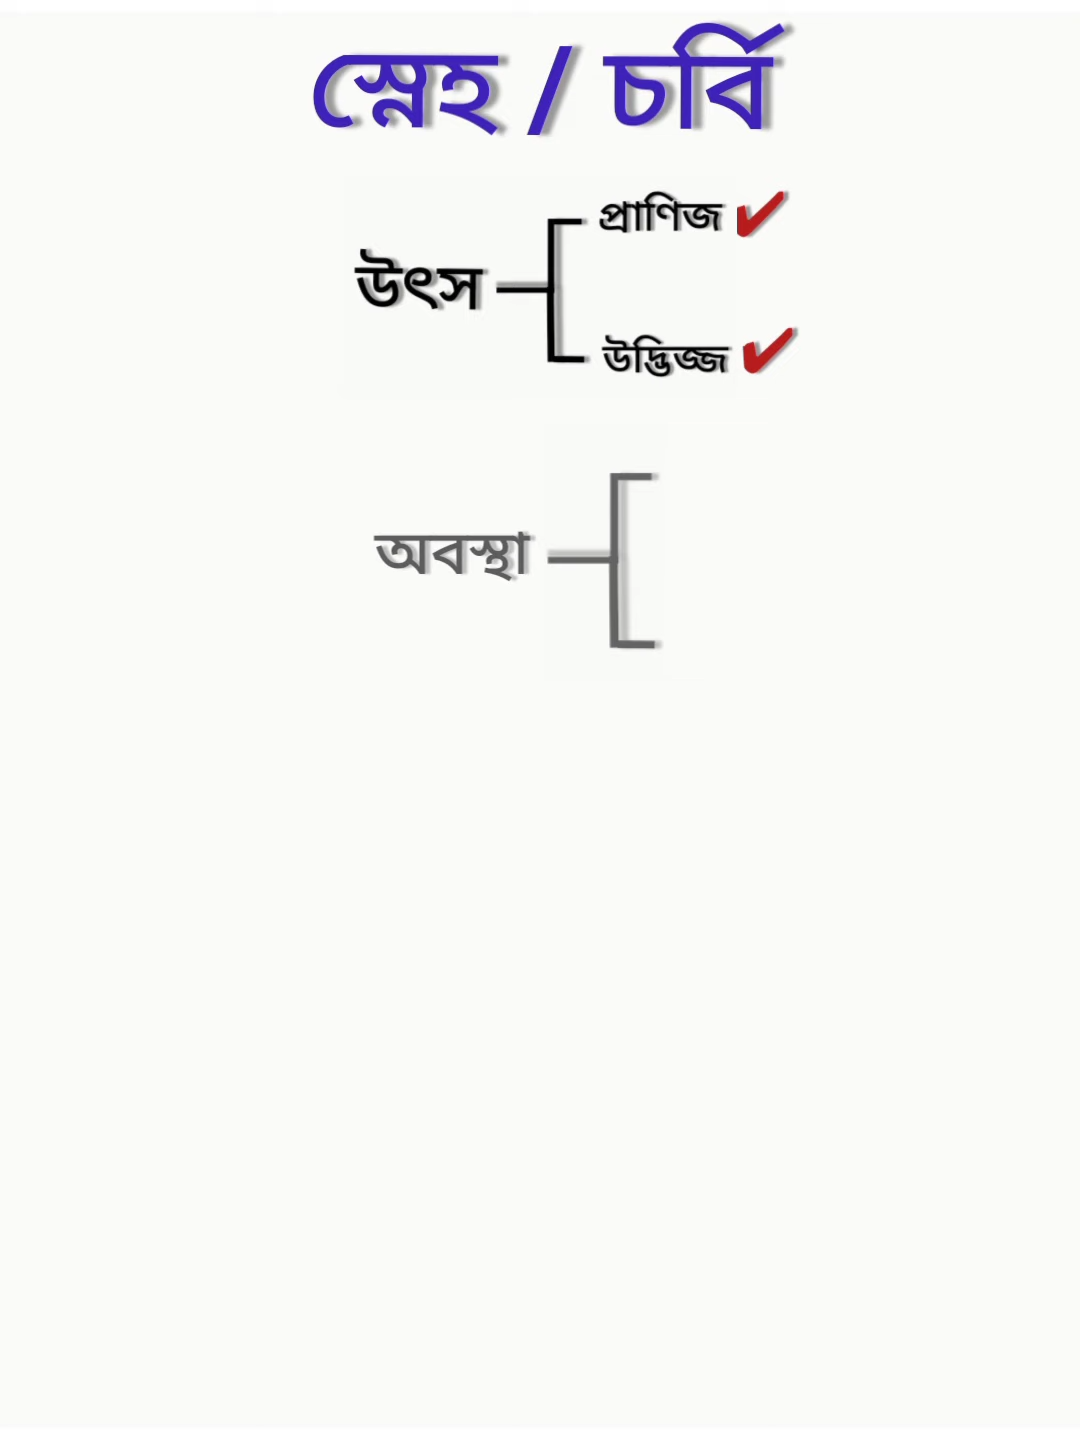 স্নেহ / চর্বি
প্রাণিজ ✔
উৎস
উদ্ভিজ্জ ✔
অবস্থা